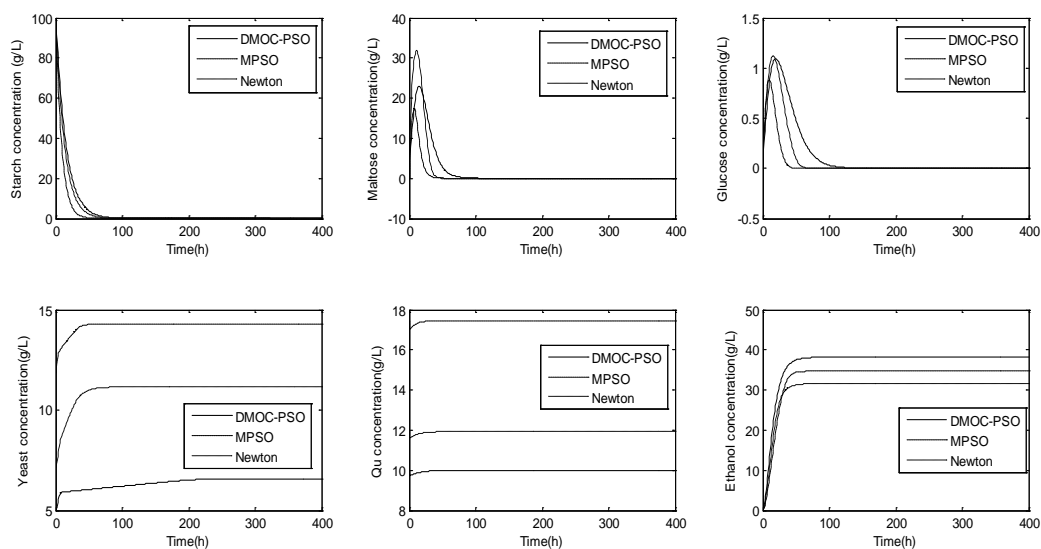 100
80
60
40
20
0
0 100 200 300 400
Starch concentration (g/L)
Time(h)
DMOC-PSO
MPSO
Newton
40
30
20
10
0
-10
0 100 200 300 400
Maltose concentration(g/L)
Time(h)
DMOC-PSO
MPSO
Newton
1.5
1
0.5
0
-0.5
0 100 200 300 400
Glucose concentration(g/L)
Time(h)
DMOC-PSO
MPSO
Newton
15
10
5
0 100 200 300 400
Yeast concentration(g/L)
Time(h)
DMOC-PSO
MPSO
Newton
18
16
14
12
10
8
0 100 200 300 400
Qu concentration(g/L)
Time(h)
DMOC-PSO
MPSO
Newton
50
40
30
20
10
0
0 100 200 300 400
Ethanol concentration(g/L)
Time(h)
DMOC-PSO
MPSO
Newton